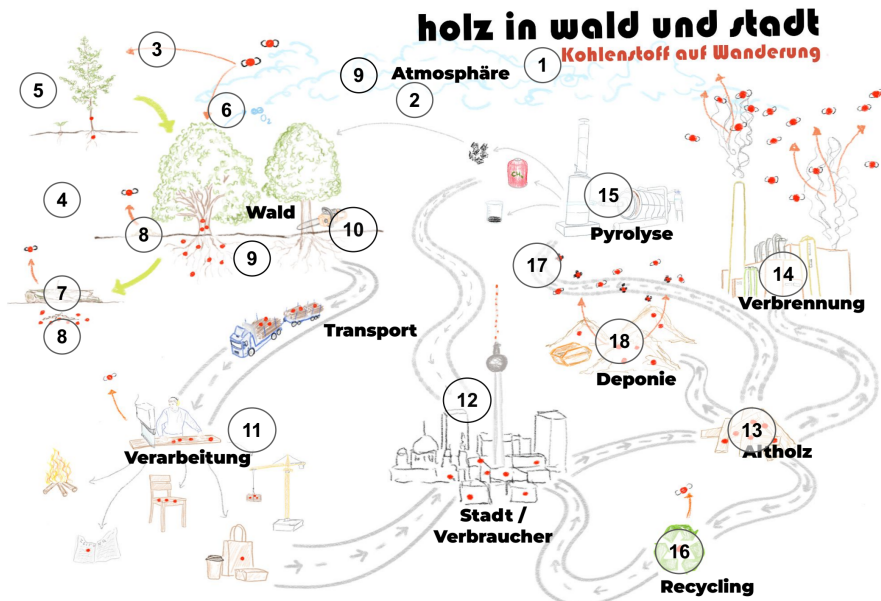 holz in wald und stadt
Kohlenstoff auf Wanderung
3
1
9
Atmosphäre
5
2
6
O₂
CH₄
4
15
Wald
10
Pyrolyse
8
9
17
14
7
Verbrennung
8
Transport
18
Deponie
12
11
13
Verarbeitung
Altholz
Stadt /
Verbraucher
16
Recycling